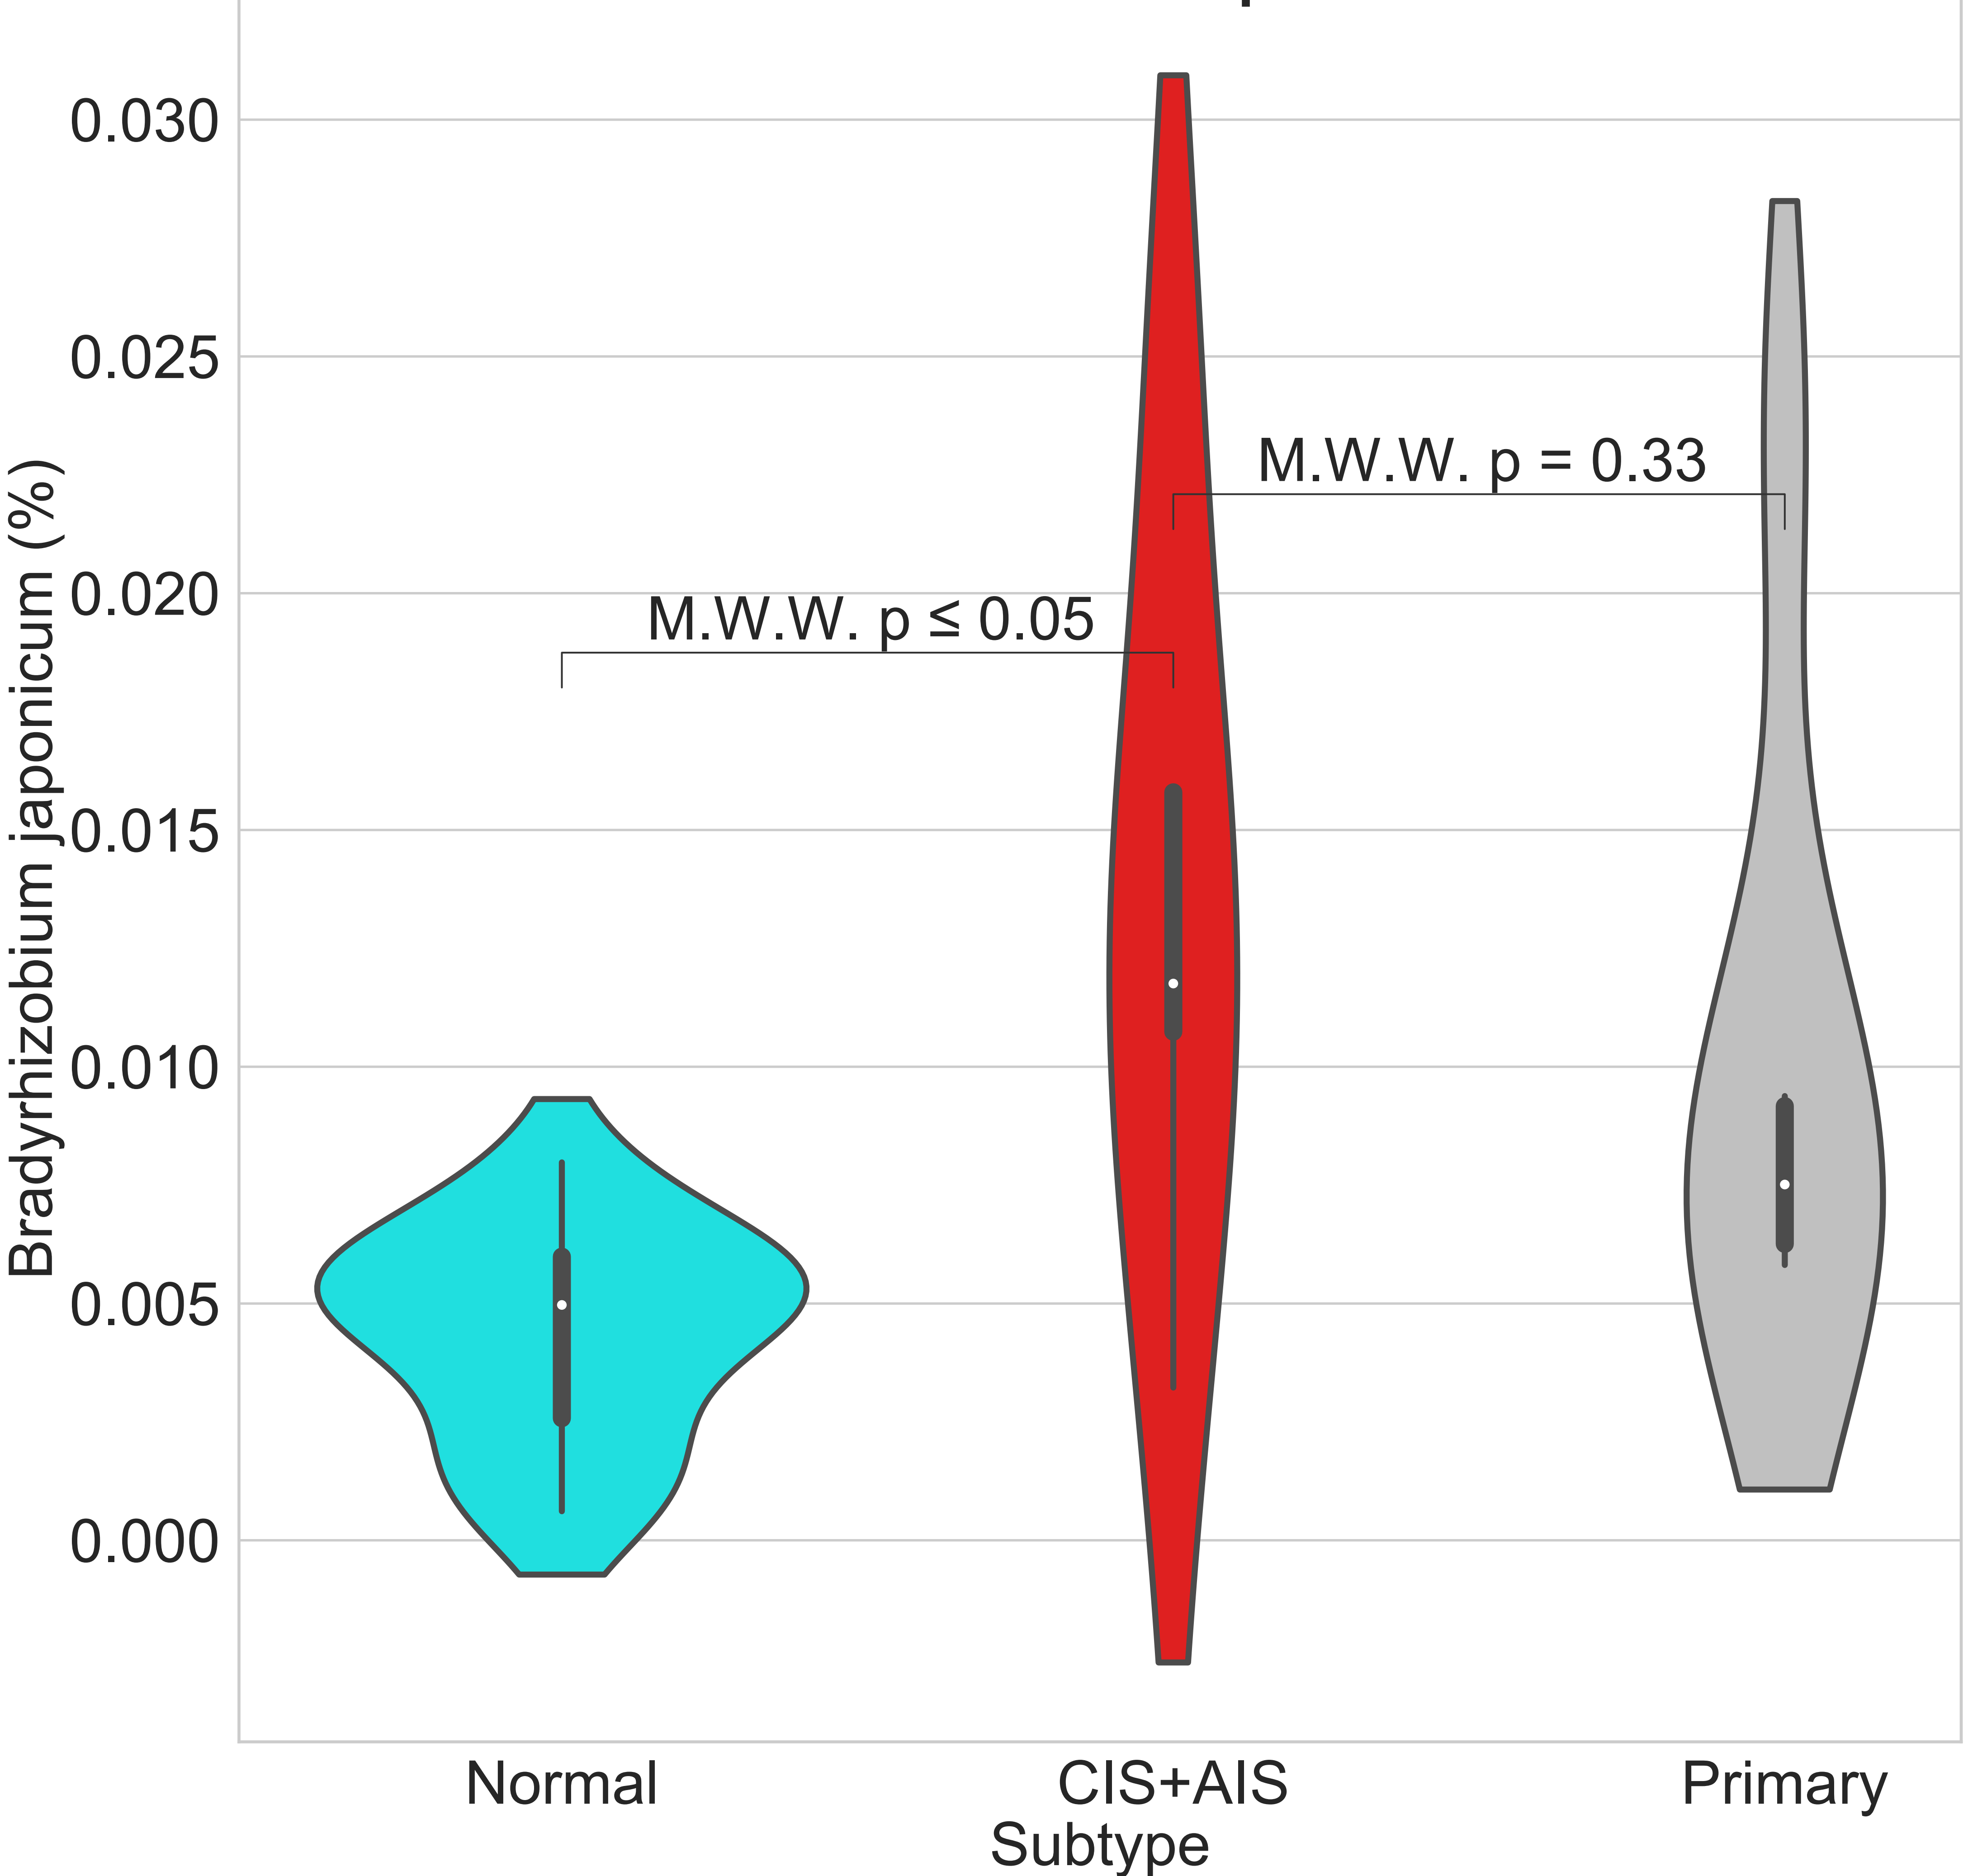 Bradyrhizobium japonicum (%)
0.030
0.025
0.020
0.015
0.010
0.005
0.000
M.W.W. p = 0.33
M.W.W. p ≤ 0.05
Normal
CIS+AIS
Primary
Subtype